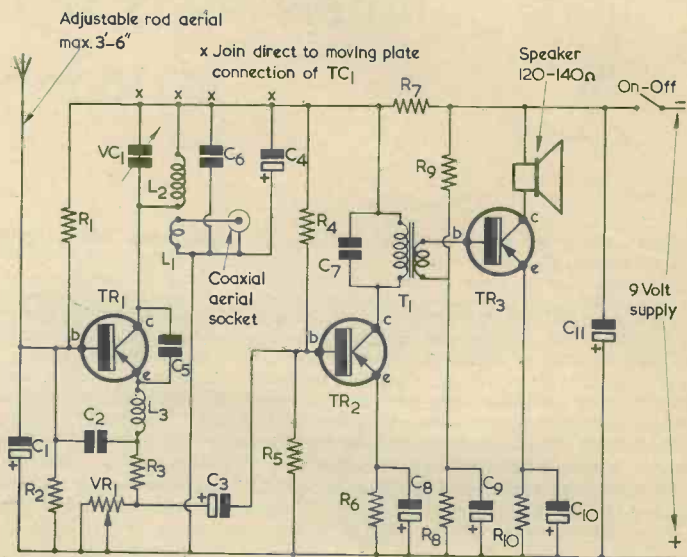 Adjustable rod aerial
max. 3'-6"
x Join direct to moving plate
connection of TC1
Speaker
120-140Ω
On-Off
-
x x x x
R7
VC1
L2
C6
C4
+
R9
R1
R4
c
b
e
TR3
L1
C7
T1
Coaxial
aerial
socket
9 Volt
supply
TR1
c
b
e
C5
c
b
e
TR2
C11
+
L3
C2
C1
+
R2
R3
VR1
C3
+
R5
R6
C8
+
R8
C9
+
R10
C10
+
+